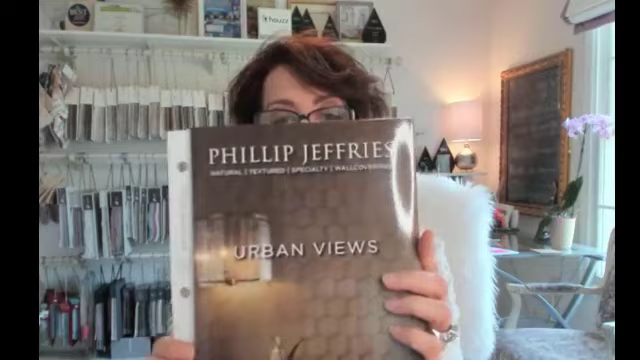 houzz
PHILLIP JEFFRIES
NATURAL | TEXTURED | SPECIALTY | WALLCOVERINGS
URBAN VIEWS